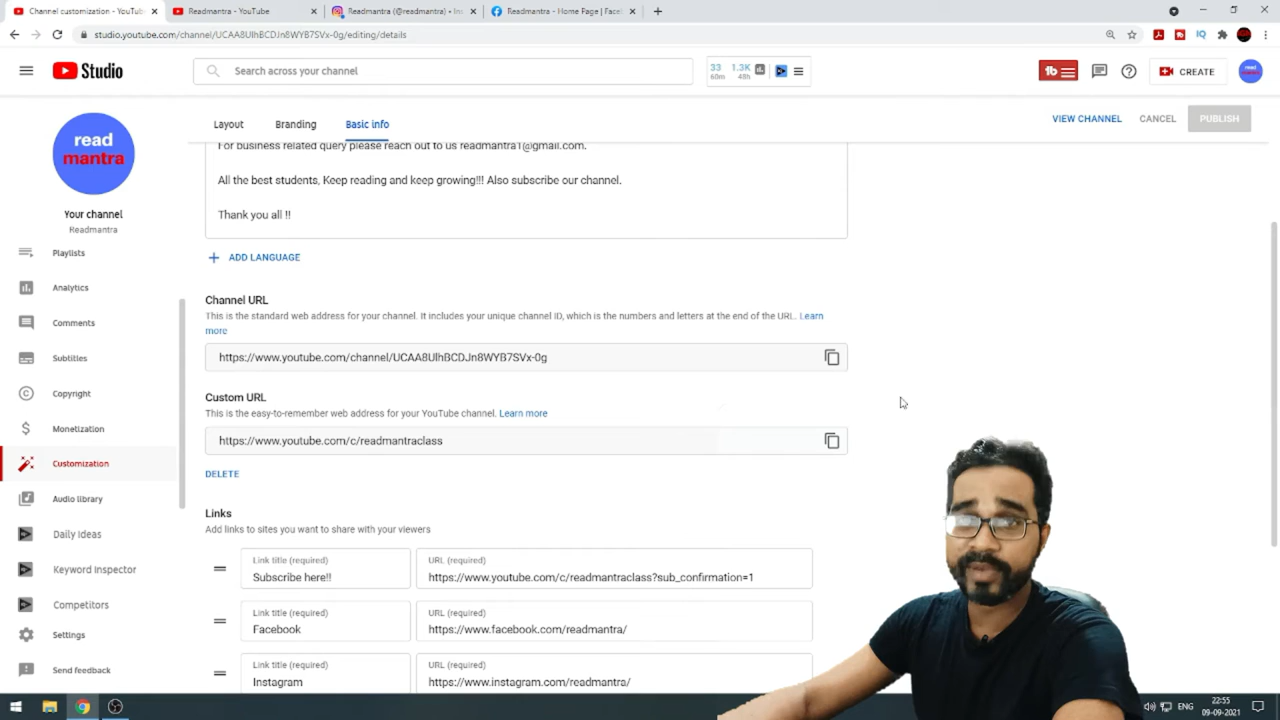 Channel customization - YouTub
Readmantra - YouTube
Readmantra (@readmantra) • Ins
Readmantra - Home Page | Faceb
studio.youtube.com/channel/UCAA8UlhBCDJn8WYB7SVx-0g/editing/details
Studio
Search across your channel
33
60m
1.3K
48h
CREATE
read
mantra
read
mantra
Your channel
Readmantra
Playlists
Analytics
Comments
Subtitles
Copyright
Monetization
Customization
Audio library
Daily Ideas
Keyword Inspector
Competitors
Settings
Send feedback
Layout
Branding
Basic info
VIEW CHANNEL
CANCEL
PUBLISH
For business related query please reach out to us readmantra1@gmail.com.
All the best students, Keep reading and keep growing!!! Also subscribe our channel.
Thank you all !!
ADD LANGUAGE
Channel URL
This is the standard web address for your channel. It includes your unique channel ID, which is the numbers and letters at the end of the URL. Learn
more
https://www.youtube.com/channel/UCAA8UlhBCDJn8WYB7SVx-0g
Custom URL
This is the easy-to-remember web address for your YouTube channel. Learn more
https://www.youtube.com/c/readmantraclass
DELETE
Links
Add links to sites you want to share with your viewers
Link title (required)
Subscribe here!!
URL (required)
https://www.youtube.com/c/readmantraclass?sub_confirmation=1
Link title (required)
Facebook
URL (required)
https://www.facebook.com/readmantra/
Link title (required)
Instagram
URL (required)
https://www.instagram.com/readmantra/
ENG
22:55
09-09-2021